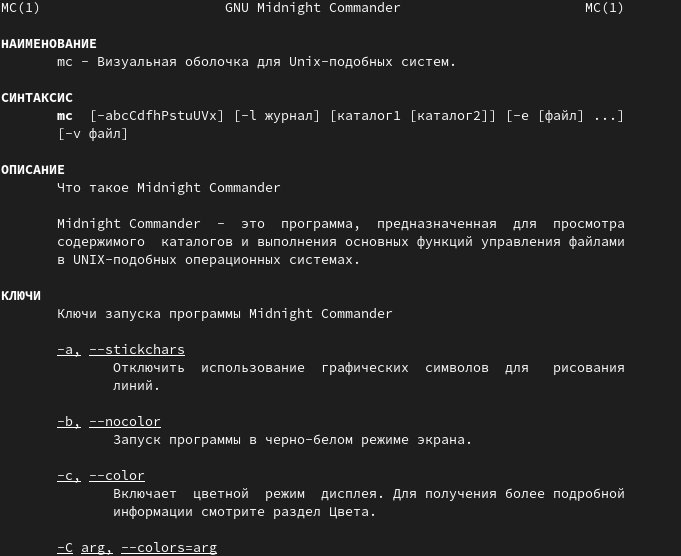 MC(1) GNU Midnight Commander MC(1)
НАИМЕНОВАНИЕ
mc - Визуальная оболочка для Unix-подобных систем.
СИНТАКСИС
mc [-abcCdfhPstuUVx] [-l журнал] [каталог1 [каталог2]] [-e [файл] ...]
[-v файл]
ОПИСАНИЕ
Что такое Midnight Commander
Midnight Commander - это программа, предназначенная для просмотра
содержимого каталогов и выполнения основных функций управления файлами
в UNIX-подобных операционных системах.
КЛЮЧИ
Ключи запуска программы Midnight Commander
-a, --stickchars
Отключить использование графических символов для рисования
линий.
-b, --nocolor
Запуск программы в черно-белом режиме экрана.
-c, --color
Включает цветной режим дисплея. Для получения более подробной
информации смотрите раздел Цвета.
-C arg, --colors=arg